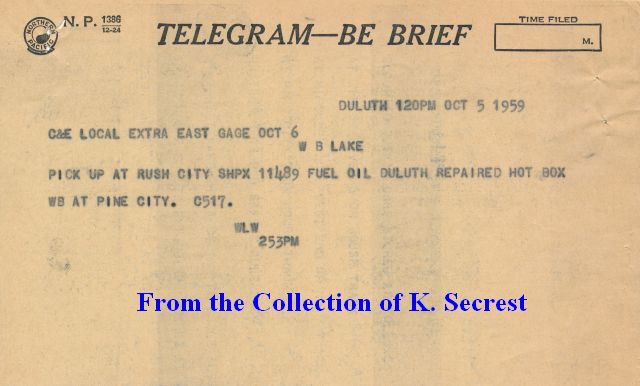 NORTHERN PACIFIC
N. P. 1386
12-24
TELEGRAM—BE BRIEF
TIME FILED
M.
DULUTH 120PM OCT 5 1959
C&E LOCAL EXTRA EAST GAGE OCT 6
W B LAKE
PICK UP AT RUSH CITY SHPX 11489 FUEL OIL DULUTH REPAIRED HOT BOX
WB AT PINE CITY. C517.
WLW
253PM
From the Collection of K. Secrest